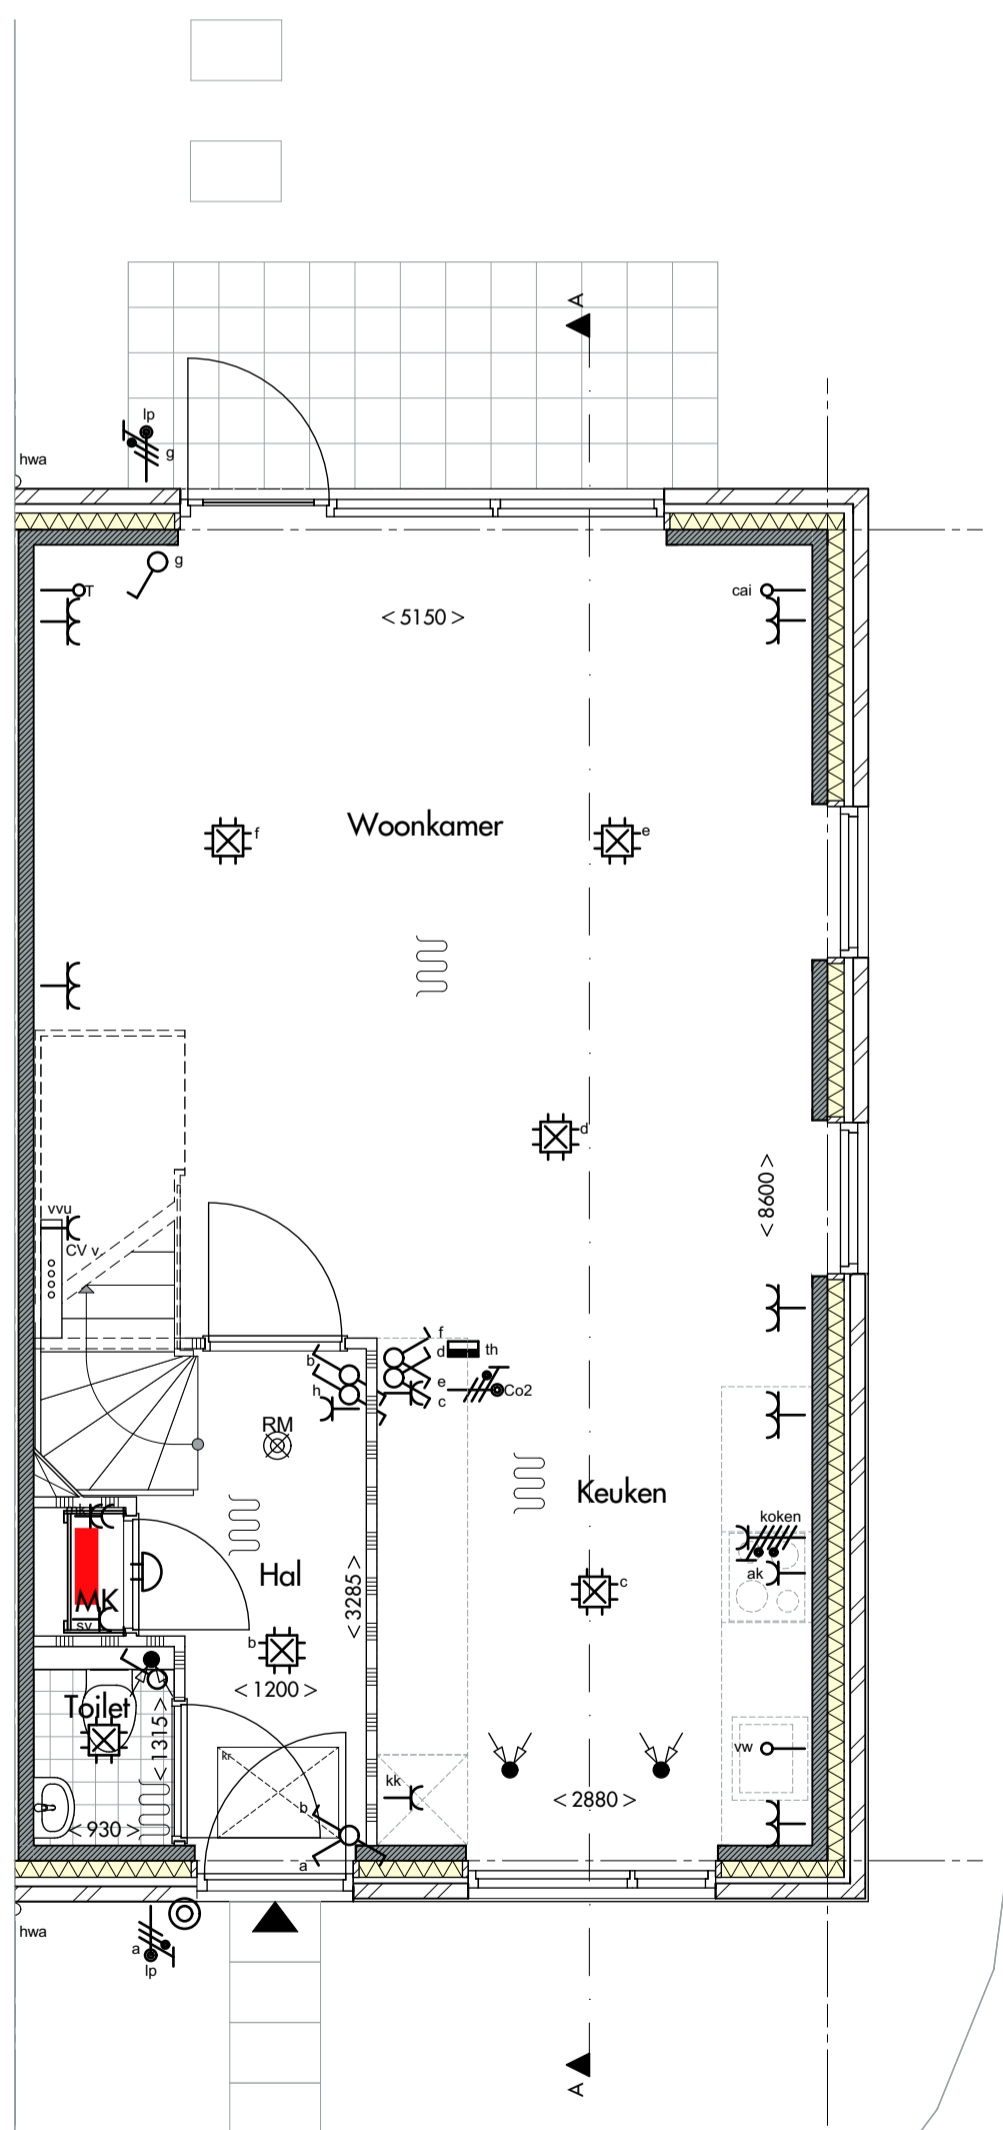 A
lp
g
hwa
g
T
cai
< 5150 >
Woonkamer
f
e
d
< 8600 >
vvu
CV v.
f
b
d
th
h
e
Co2
c
RM
Keuken
koken
Hal
< 3285 >
ak
c
MK
sv
b
< 1200 >
Toilet
< 1315 >
kr
vw
kk
< 2880 >
b
< 930 >
a
hwa
a
lp
A